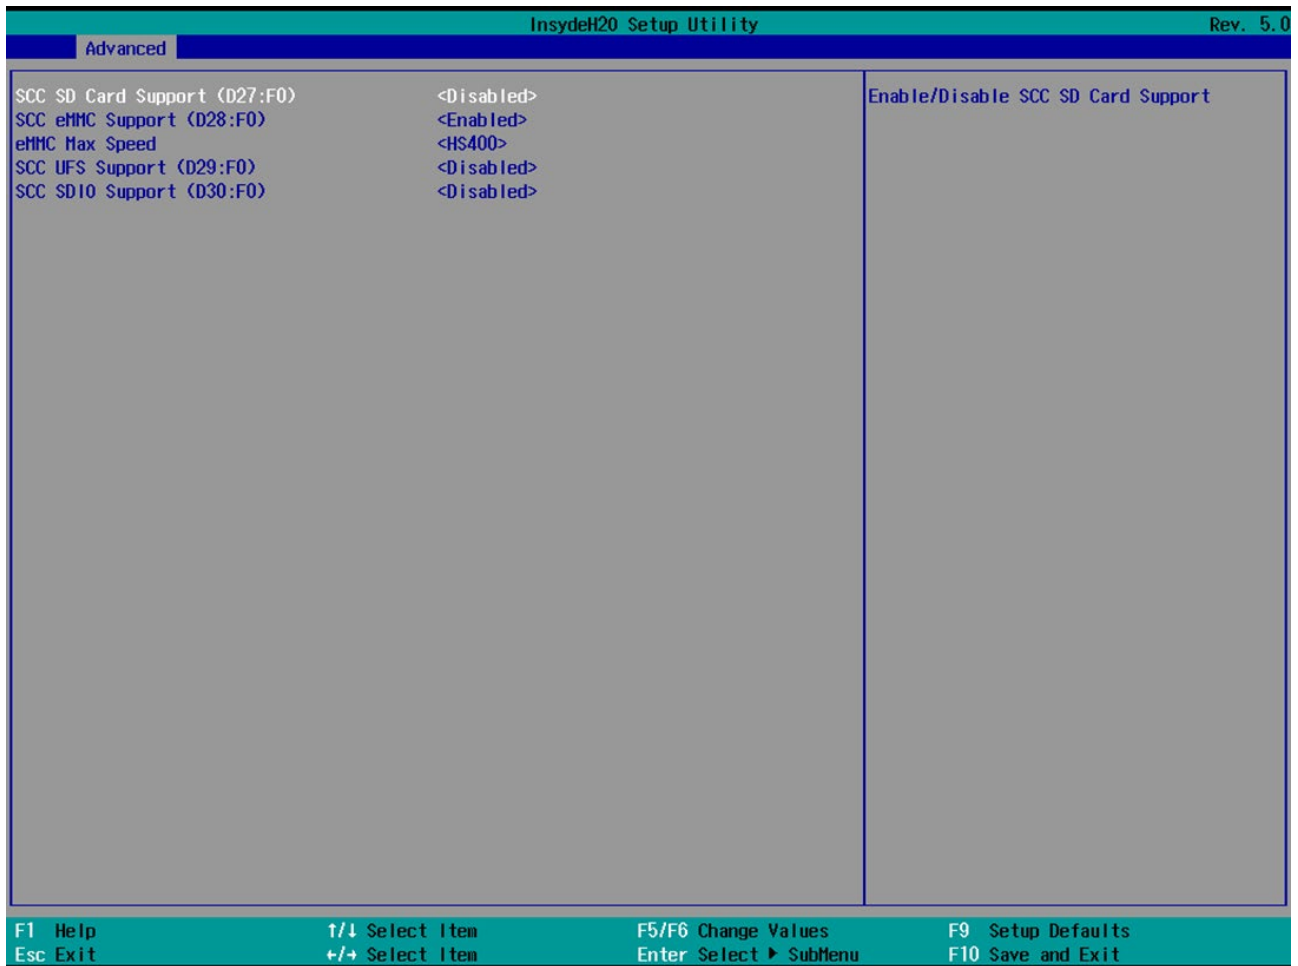 InsydeH20 Setup Utility Rev. 5.0
Advanced
SCC SD Card Support (D27:F0) <Disabled> Enable/Disable SCC SD Card Support
SCC eMMC Support (D28:F0) <Enabled>
eMMC Max Speed <HS400>
SCC UFS Support (D29:F0) <Disabled>
SCC SDIO Support (D30:F0) <Disabled>
F1 Help ↑/↓ Select Item F5/F6 Change Values F9 Setup Defaults
Esc Exit ←/→ Select Item Enter Select ▶ SubMenu F10 Save and Exit